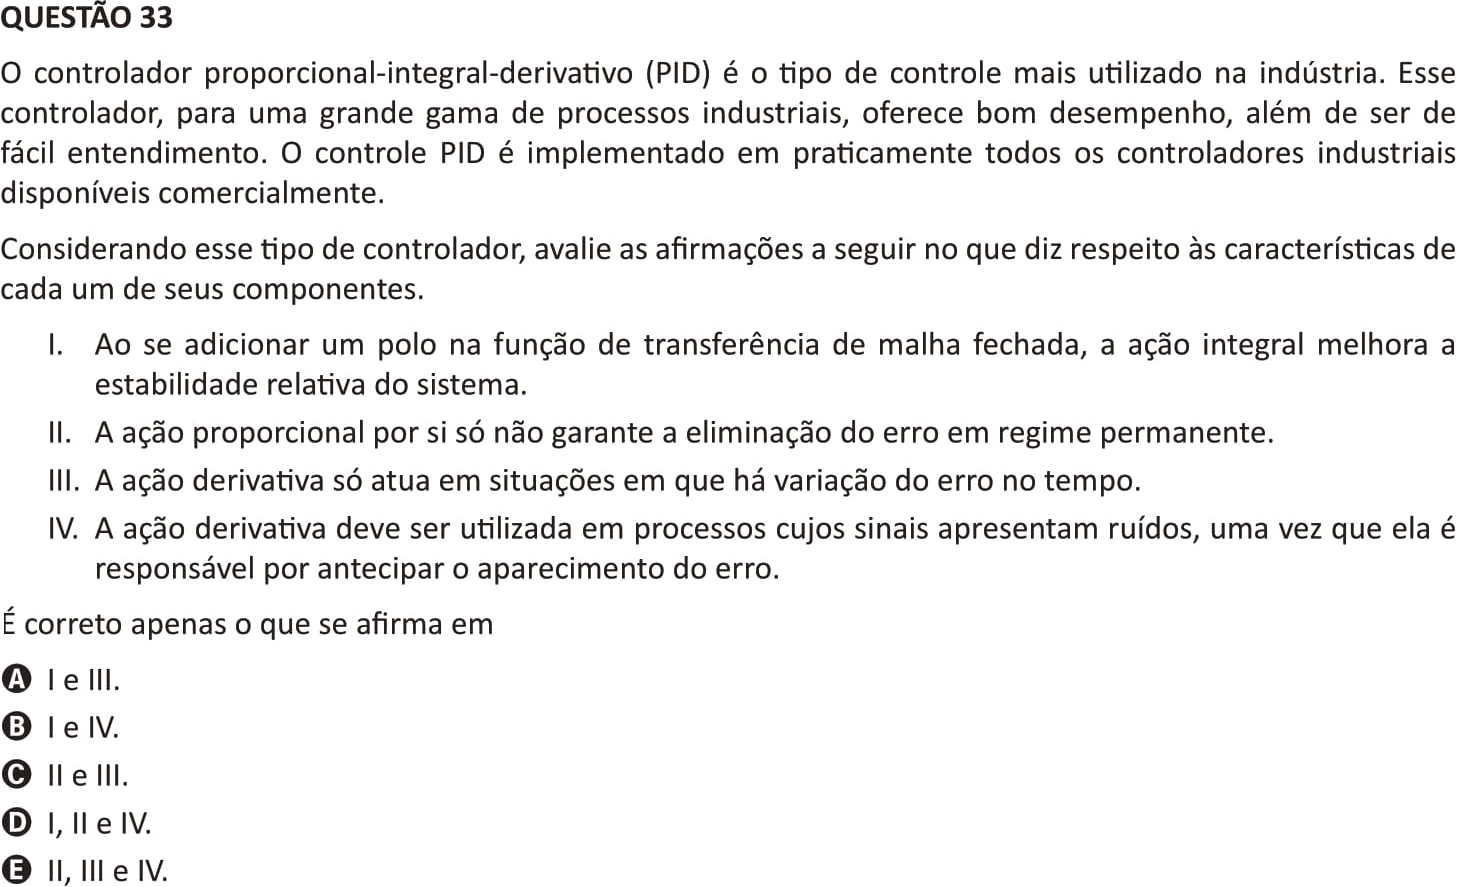 QUESTÃO 33
O controlador proporcional-integral-derivativo (PID) é o tipo de controle mais utilizado na indústria. Esse
controlador, para uma grande gama de processos industriais, oferece bom desempenho, além de ser de
fácil entendimento. O controle PID é implementado em praticamente todos os controladores industriais
disponíveis comercialmente.
Considerando esse tipo de controlador, avalie as afirmações a seguir no que diz respeito às características de
cada um de seus componentes.
I. Ao se adicionar um polo na função de transferência de malha fechada, a ação integral melhora a
estabilidade relativa do sistema.
II. A ação proporcional por si só não garante a eliminação do erro em regime permanente.
III. A ação derivativa só atua em situações em que há variação do erro no tempo.
IV. A ação derivativa deve ser utilizada em processos cujos sinais apresentam ruídos, uma vez que ela é
responsável por antecipar o aparecimento do erro.
É correto apenas o que se afirma em
A I e III.
B I e IV.
C II e III.
D I, II e IV.
E II, III e IV.